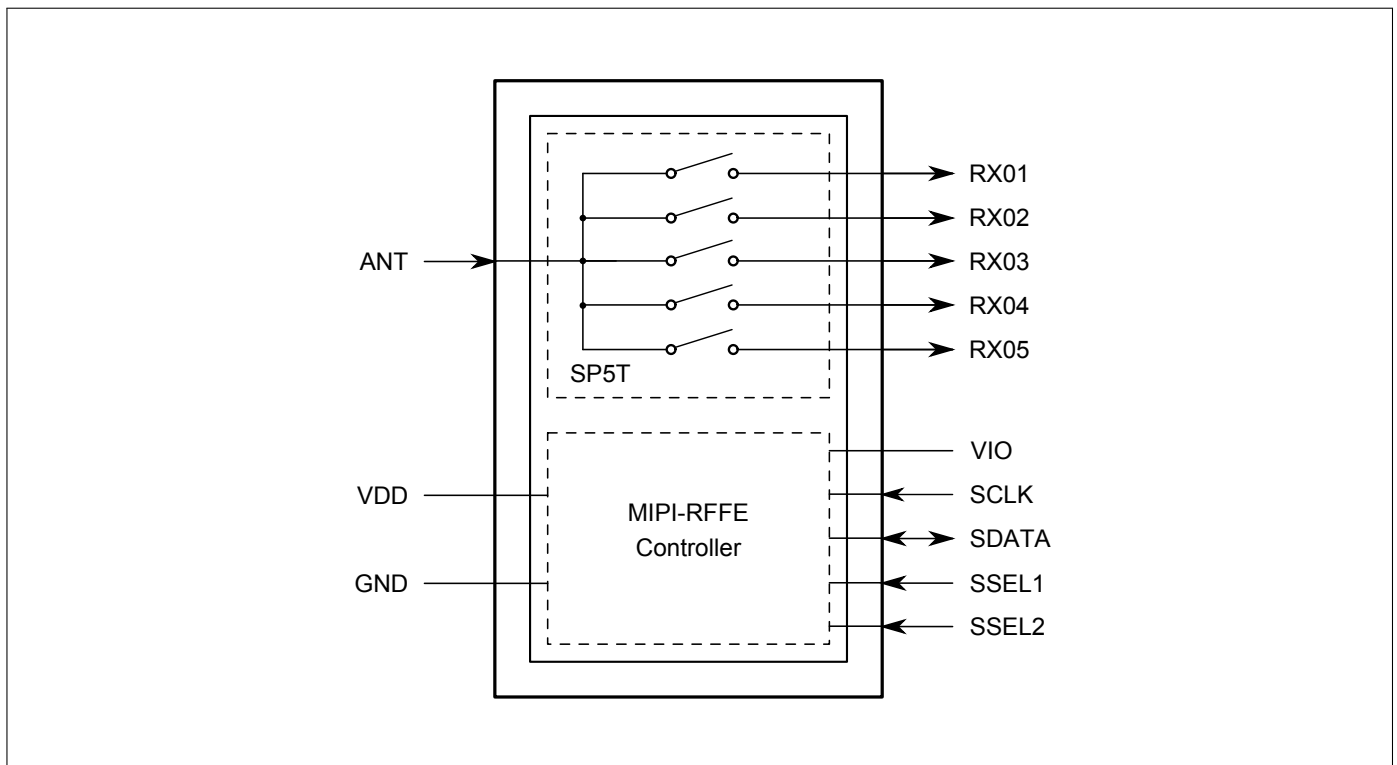 RX01
RX02
ANT
RX03
RX04
RX05
SP5T
VIO
VDD
SCLK
MIPI-RFFE
Controller
SDATA
GND
SSEL1
SSEL2